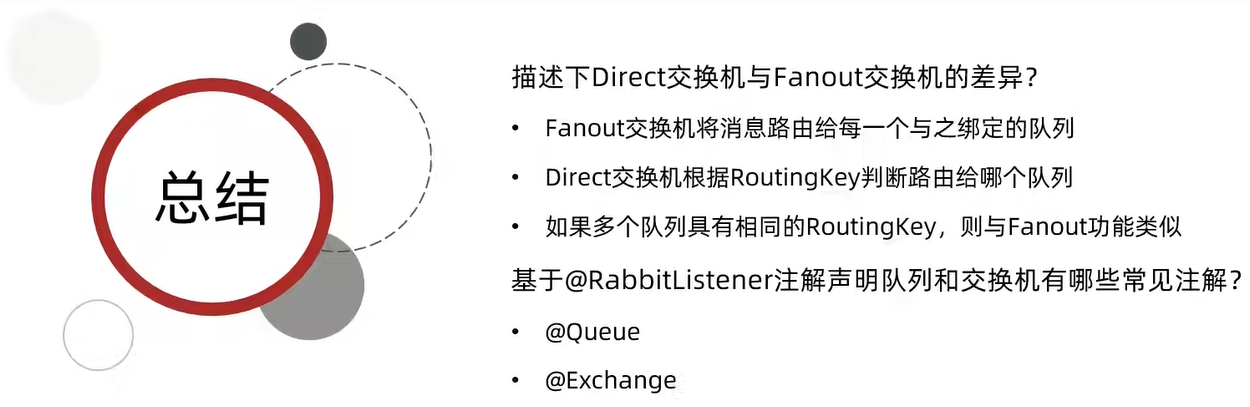 总结
描述下Direct交换机与Fanout交换机的差异？
• Fanout交换机将消息路由给每一个与之绑定的队列
• Direct交换机根据RoutingKey判断路由给哪个队列
• 如果多个队列具有相同的RoutingKey，则与Fanout功能类似
基于@RabbitListener注解声明队列和交换机有哪些常见注解？
• @Queue
• @Exchange